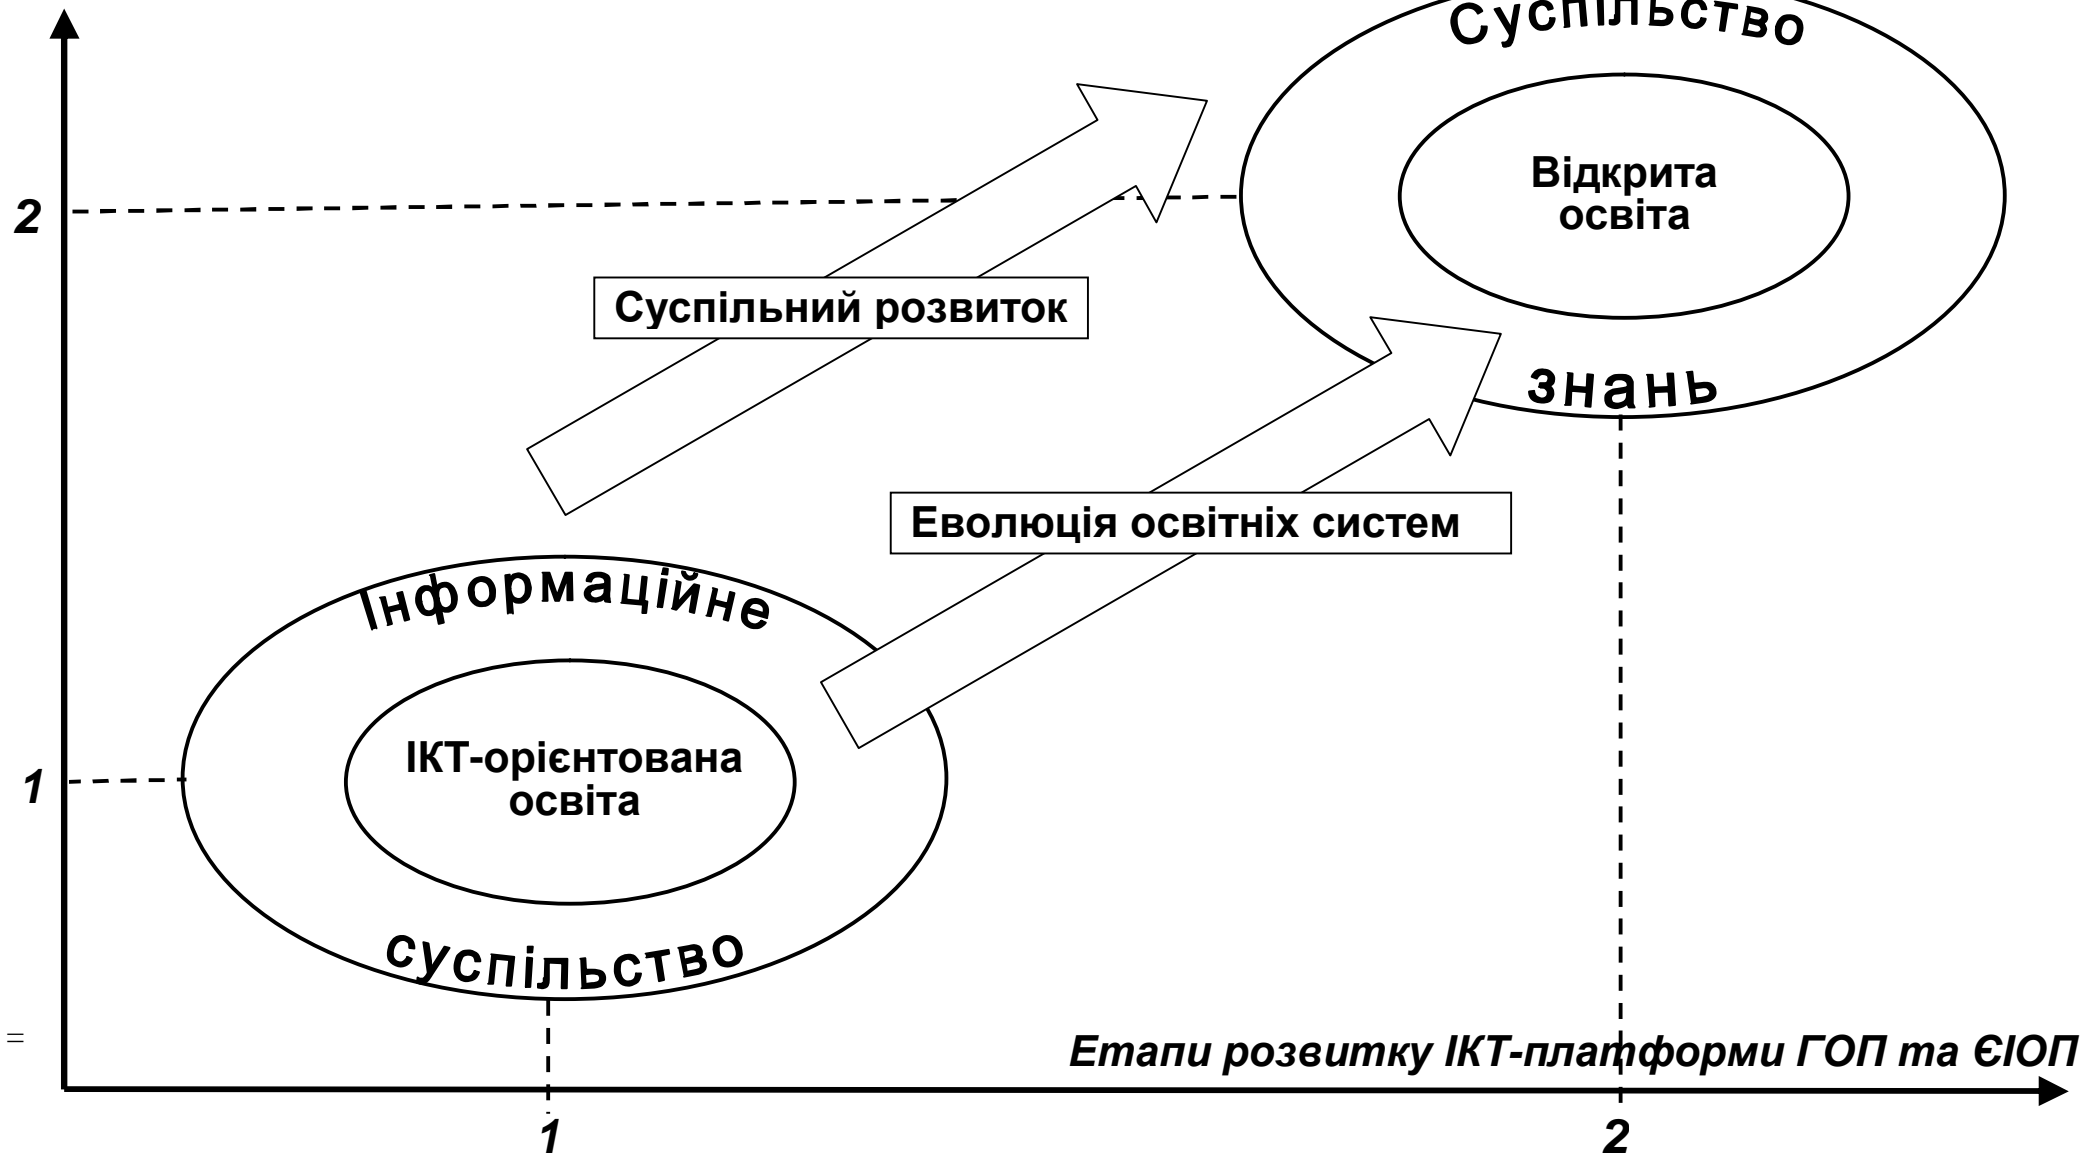 Суспільство
Відкрита
освіта
знань
2
Суспільний розвиток
Еволюція освітніх систем
Інформаційне
ІКТ-орієнтована
освіта
суспільство
1
=
Етапи розвитку ІКТ-платформи ГОП та ЄІОП
1
2